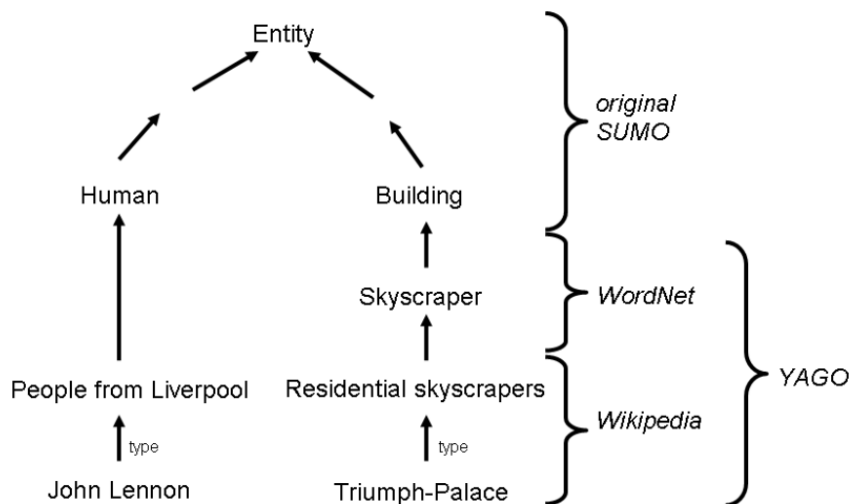 Entity
original
SUMO
Human
Building
Skyscraper
WordNet
People from Liverpool
Residential skyscrapers
YAGO
Wikipedia
type
type
John Lennon
Triumph-Palace